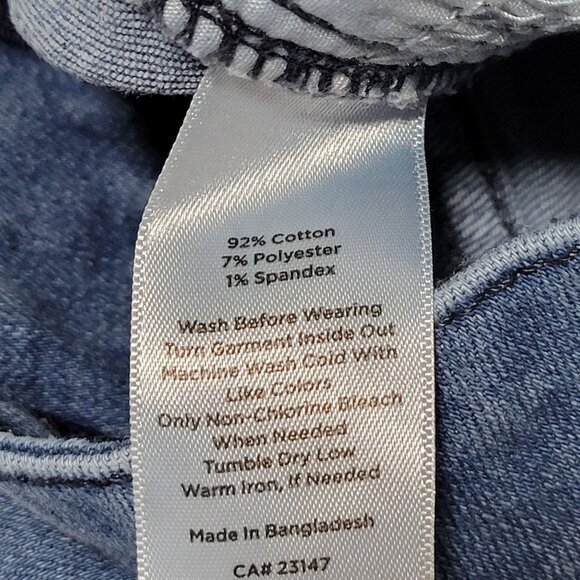 92% Cotton
7% Polyester
1% Spandex
Wash Before Wearing
Turn Garment Inside Out
Machine Wash Cold With
Like Colors
Only Non-Chlorine Bleach
When Needed
Tumble Dry Low
Warm Iron, If Needed
Made In Bangladesh
CA# 23147